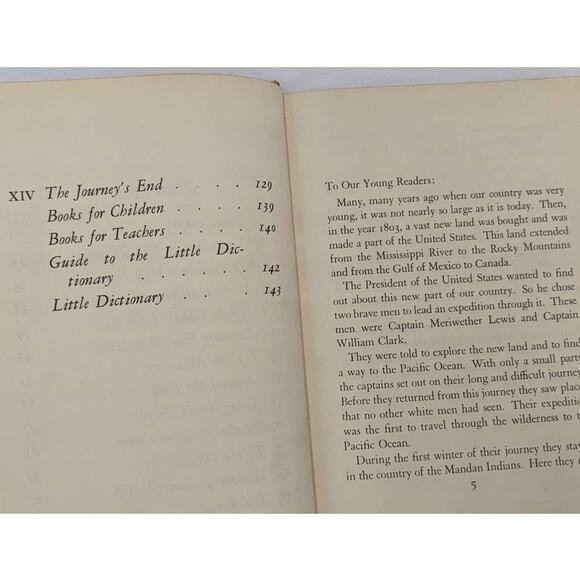 XIV The Journey's End . . . . 129
Books for Children . . . . 139
Books for Teachers . . . . 140
Guide to the Little Dic-
tionary . . . . . 142
Little Dictionary . . . . 143
To Our Young Readers:
Many, many years ago when our country was very
young, it was not nearly so large as it is today. Then,
in the year 1803, a vast new land was bought and was
made a part of the United States. This land extended
from the Mississippi River to the Rocky Mountains
and from the Gulf of Mexico to Canada.
The President of the United States wanted to find
out about this new part of our country. So he chose
two brave men to lead an expedition through it. These
men were Captain Meriwether Lewis and Captain
William Clark.
They were told to explore the new land and to find
a way to the Pacific Ocean. With only a small party
the captains set out on their long and difficult journey
Before they returned from this journey they saw place
that no other white men had seen. Their expeditio
was the first to travel through the wilderness to t
Pacific Ocean.
During the first winter of their journey they stay
in the country of the Mandan Indians. Here they
5